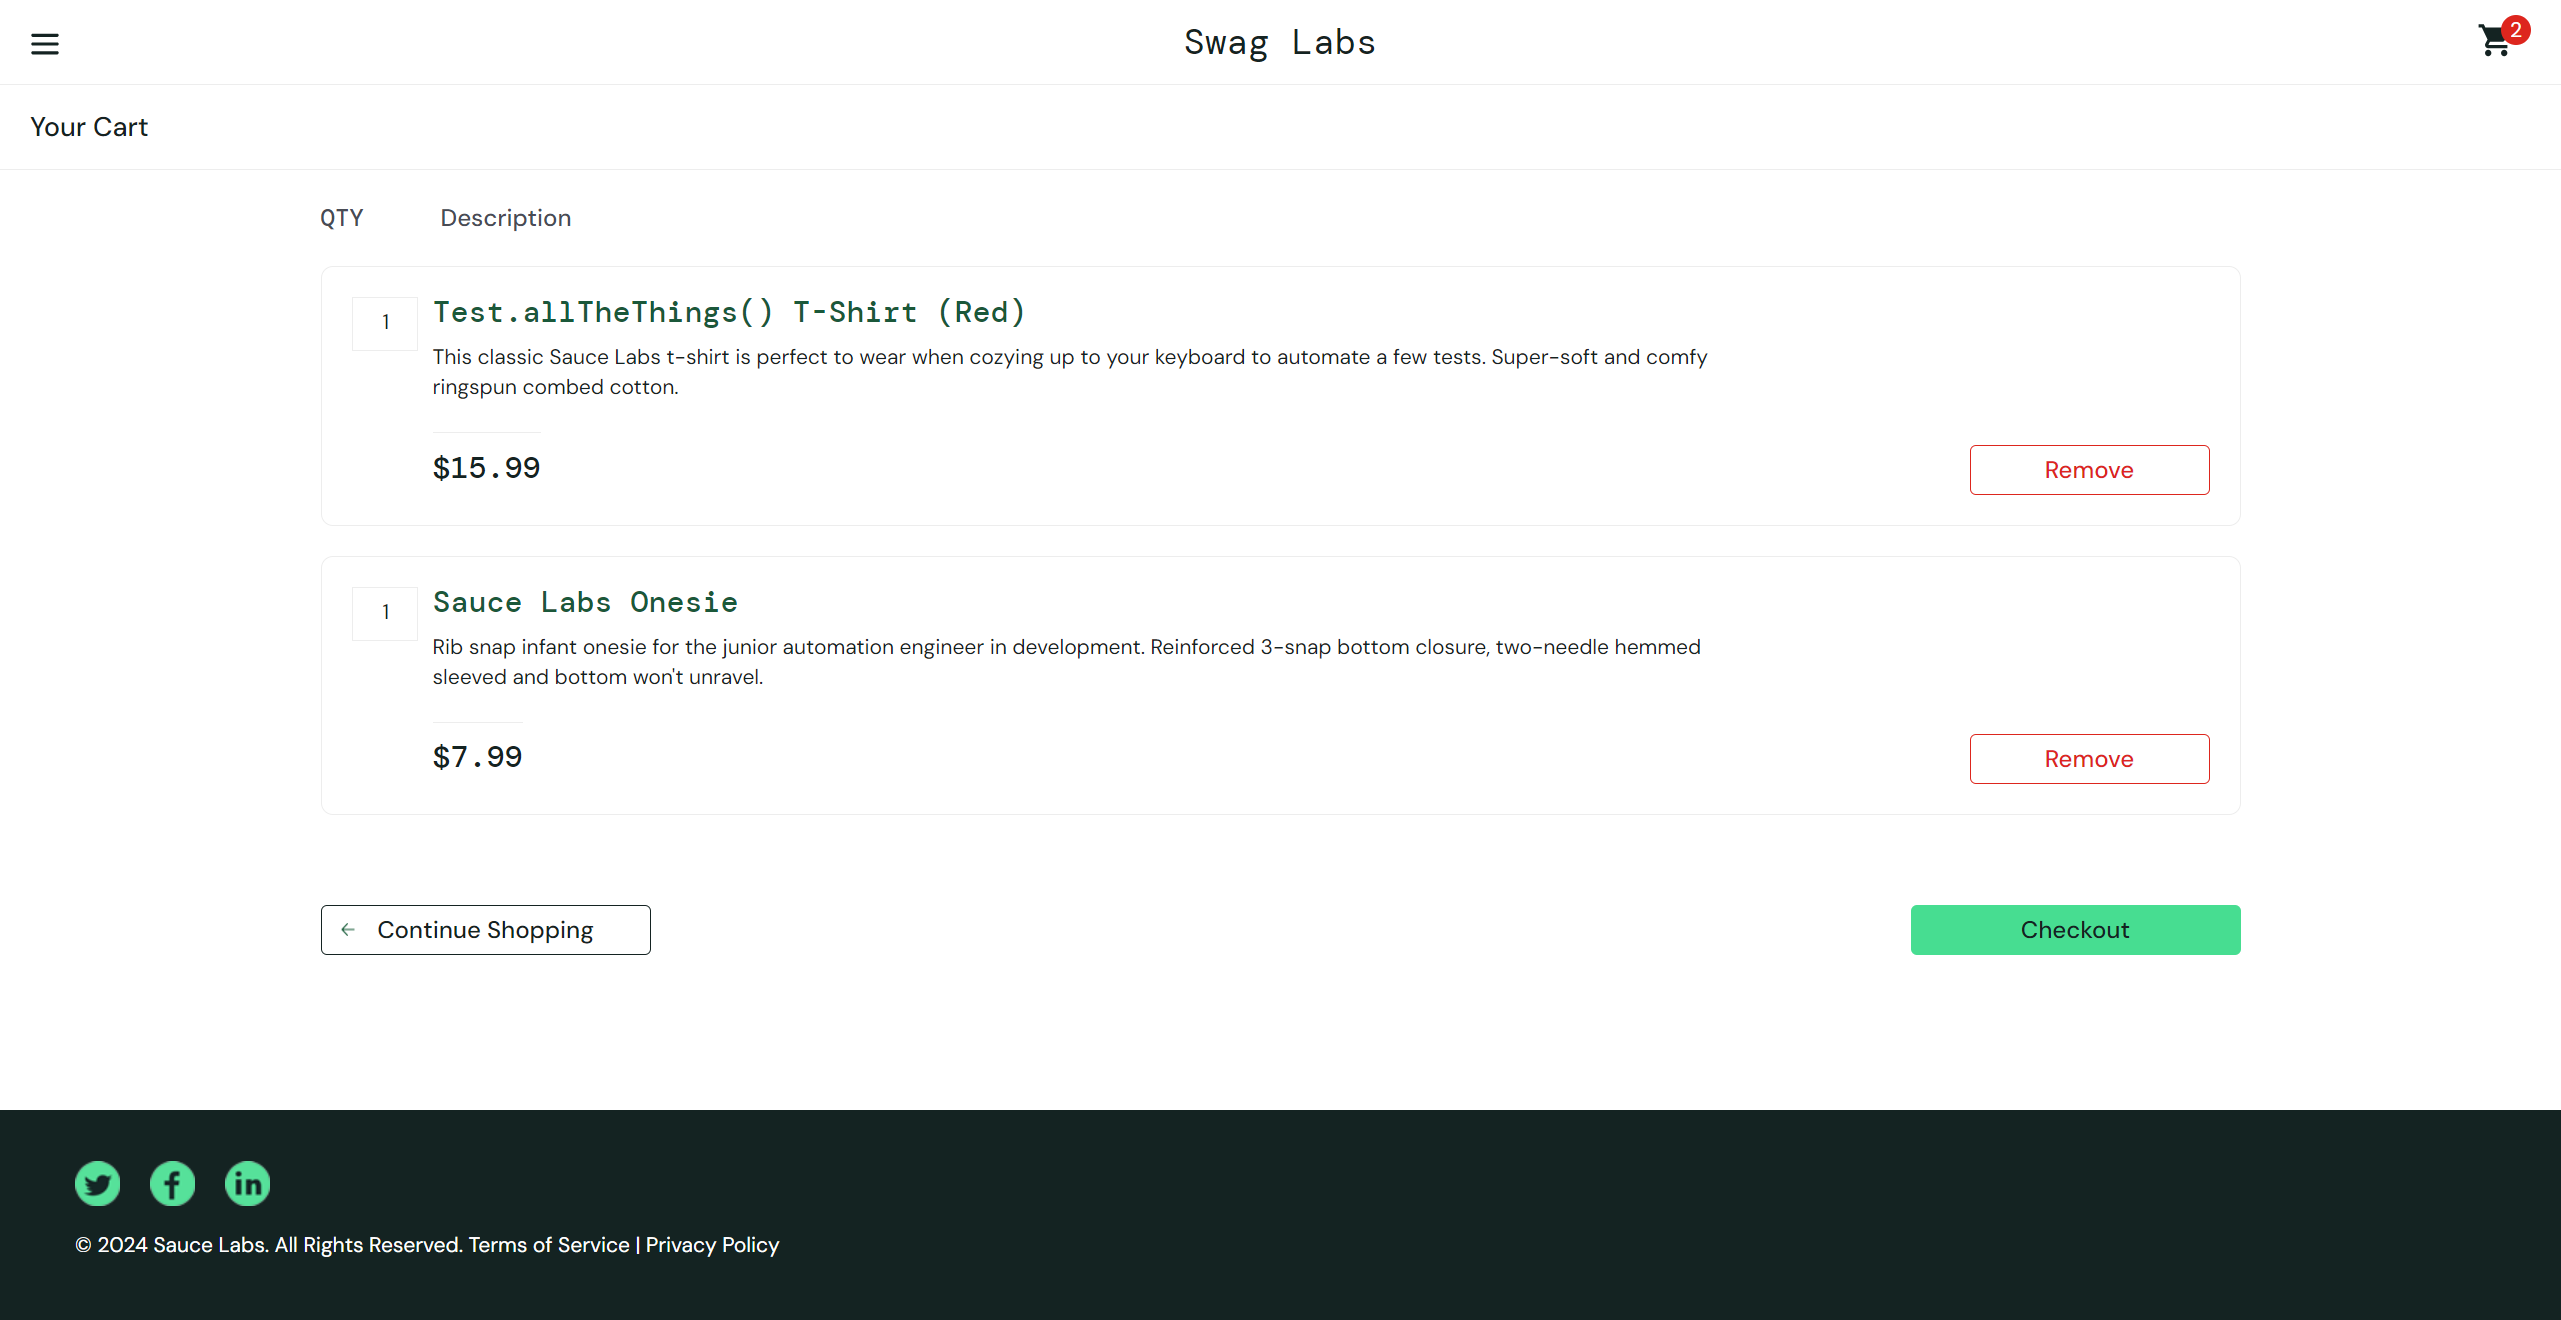 Swag Labs
2
Your Cart
QTY Description
1
Test.allTheThings() T-Shirt (Red)
This classic Sauce Labs t-shirt is perfect to wear when cozying up to your keyboard to automate a few tests. Super-soft and comfy
ringspun combed cotton.
$15.99
Remove
1
Sauce Labs Onesie
Rib snap infant onesie for the junior automation engineer in development. Reinforced 3-snap bottom closure, two-needle hemmed
sleeved and bottom won't unravel.
$7.99
Remove
Continue Shopping
Checkout
© 2024 Sauce Labs. All Rights Reserved. Terms of Service | Privacy Policy